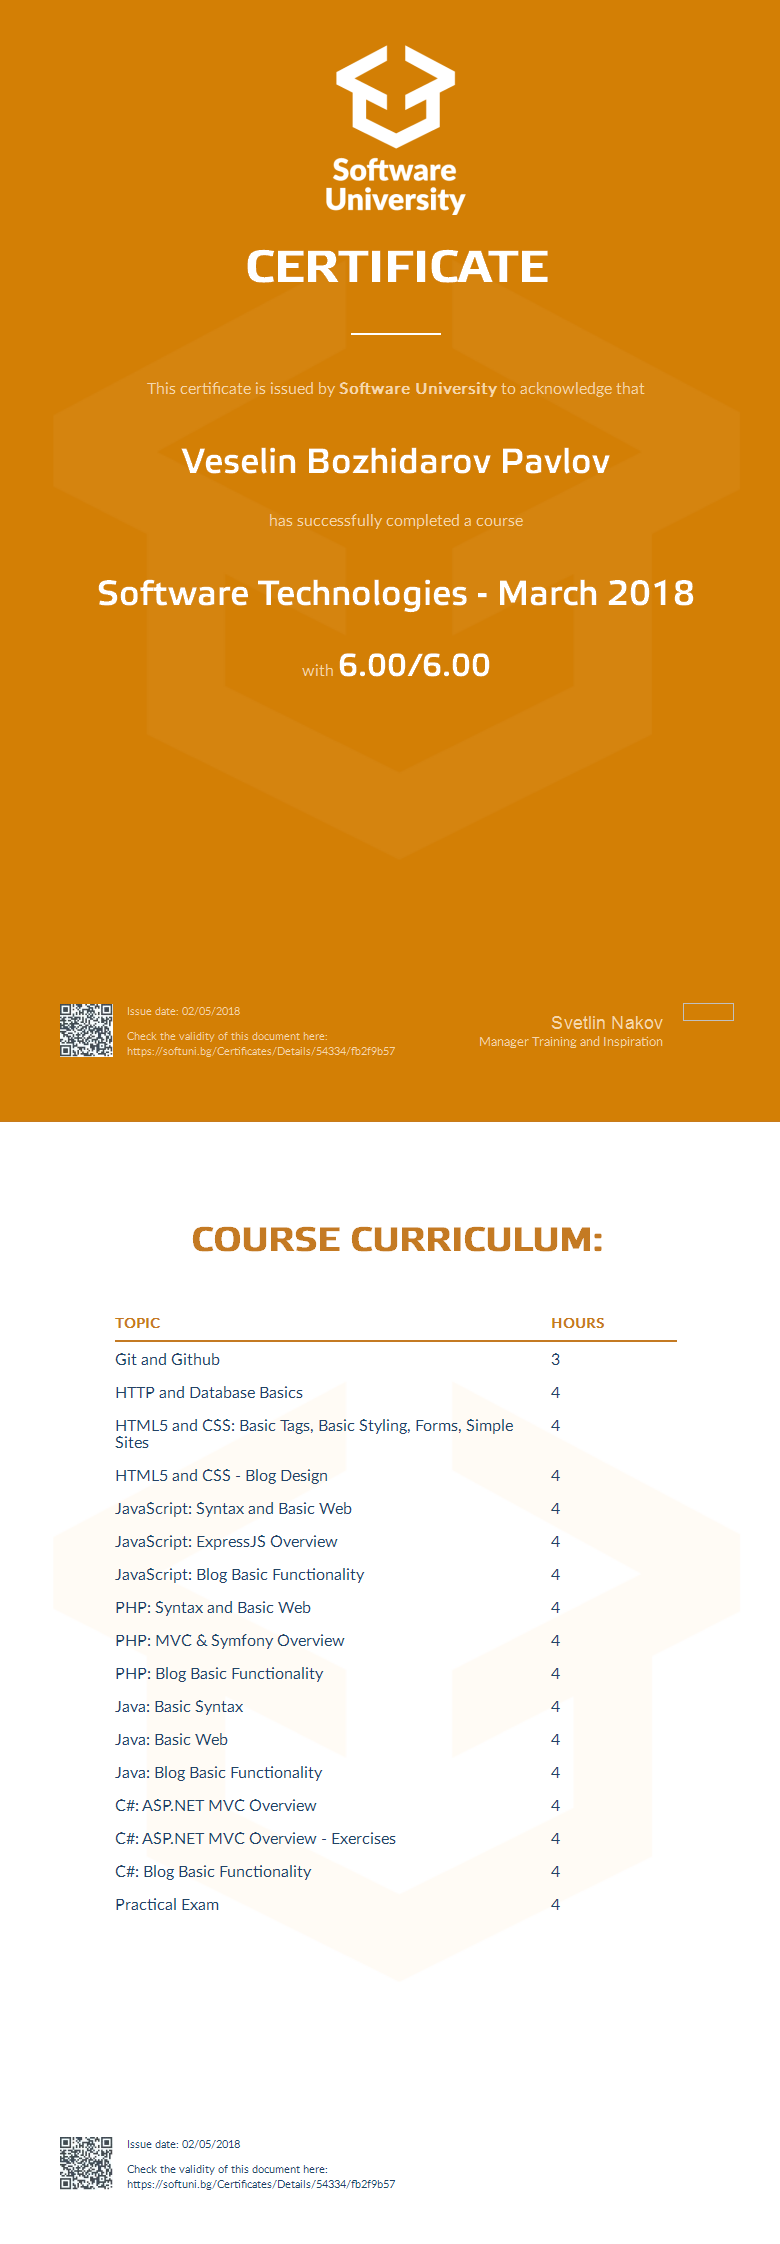 Software
University
CERTIFICATE
This certificate is issued by Software University to acknowledge that
Veselin Bozhidarov Pavlov
has successfully completed a course
Software Technologies - March 2018
with 6.00/6.00
Issue date: 02/05/2018
Check the validity of this document here:
https://softuni.bg/Certificates/Details/54334/fb2f9b57
Svetlin Nakov
Manager Training and Inspiration
COURSE CURRICULUM:
TOPIC HOURS
Git and Github 3
HTTP and Database Basics 4
HTML5 and CSS: Basic Tags, Basic Styling, Forms, Simple 4
Sites
HTML5 and CSS - Blog Design 4
JavaScript: Syntax and Basic Web 4
JavaScript: ExpressJS Overview 4
JavaScript: Blog Basic Functionality 4
PHP: Syntax and Basic Web 4
PHP: MVC & Symfony Overview 4
PHP: Blog Basic Functionality 4
Java: Basic Syntax 4
Java: Basic Web 4
Java: Blog Basic Functionality 4
C#: ASP.NET MVC Overview 4
C#: ASP.NET MVC Overview - Exercises 4
C#: Blog Basic Functionality 4
Practical Exam 4
Issue date: 02/05/2018
Check the validity of this document here:
https://softuni.bg/Certificates/Details/54334/fb2f9b57